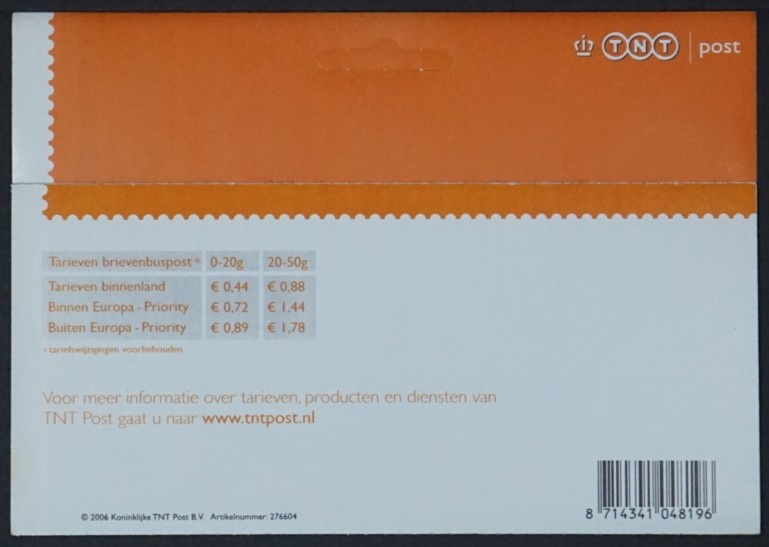 TNT post
Tarieven brievenbuspost * 0-20g 20-50g
Tarieven binnenland € 0,44 € 0,88
Binnen Europa - Priority € 0,72 € 1,44
Buiten Europa - Priority € 0,89 € 1,78
* tariefswijzigingen voorbehouden
Voor meer informatie over tarieven, producten en diensten van
TNT Post gaat u naar www.tntpost.nl
© 2006 Koninklijke TNT Post B.V. Artikelnummer: 276604
8 714341 048196